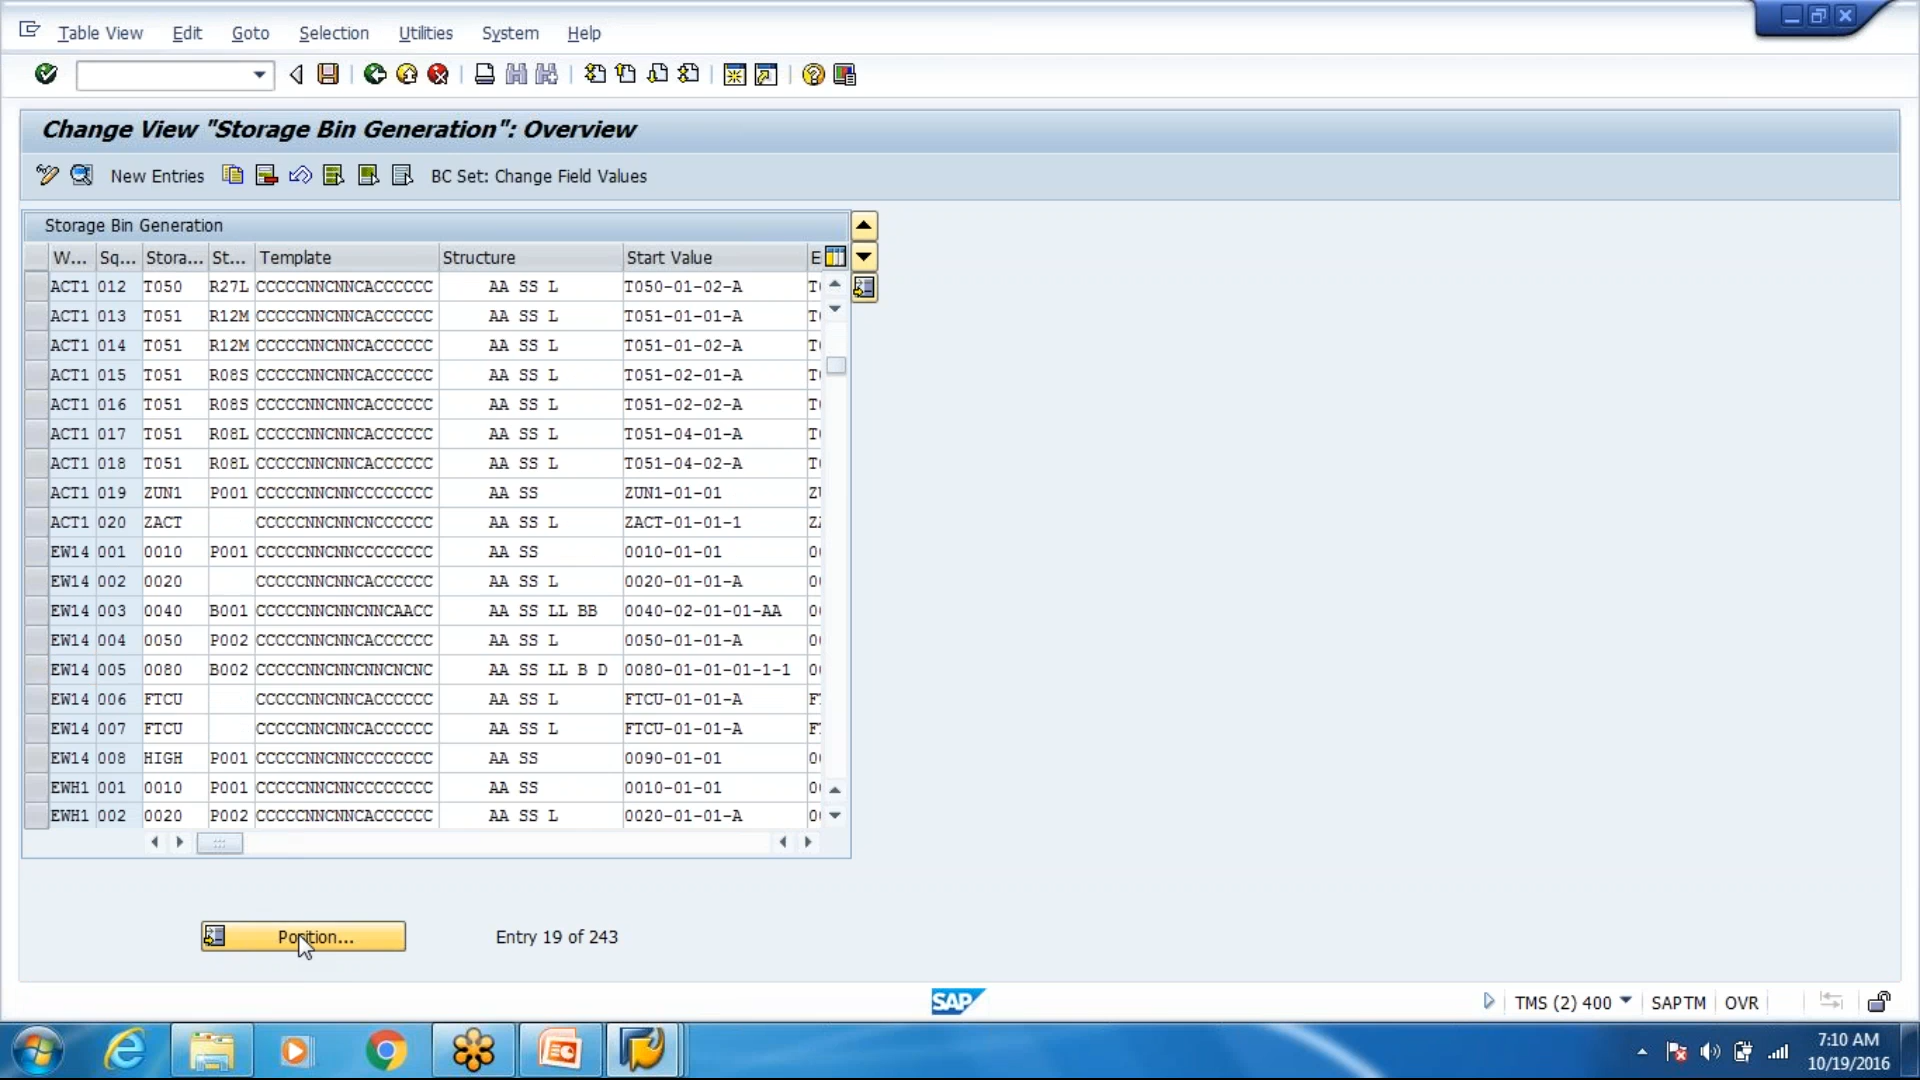 Table View Edit Goto Selection Utilities System Help
Change View "Storage Bin Generation": Overview
New Entries BC Set: Change Field Values
Storage Bin Generation
W... Sq... Stora... St... Template Structure Start Value E
ACT1 012 T050 R27L CCCCCNNCNNCACCCCCC AA SS L T050-01-02-A T
ACT1 013 T051 R12M CCCCCNNCNNCACCCCCC AA SS L T051-01-01-A T
ACT1 014 T051 R12M CCCCCNNCNNCACCCCCC AA SS L T051-01-02-A T
ACT1 015 T051 R08S CCCCCNNCNNCACCCCCC AA SS L T051-02-01-A T
ACT1 016 T051 R08S CCCCCNNCNNCACCCCCC AA SS L T051-02-02-A T
ACT1 017 T051 R08L CCCCCNNCNNCACCCCCC AA SS L T051-04-01-A T
ACT1 018 T051 R08L CCCCCNNCNNCACCCCCC AA SS L T051-04-02-A T
ACT1 019 ZUN1 P001 CCCCCNNCNNCCCCCCCC AA SS ZUN1-01-01 Z
ACT1 020 ZACT CCCCCNNCNNCNCCCCCC AA SS L ZACT-01-01-1 Z
EW14 001 0010 P001 CCCCCNNCNNCCCCCCCC AA SS 0010-01-01 0
EW14 002 0020 CCCCCNNCNNCACCCCCC AA SS L 0020-01-01-A 0
EW14 003 0040 B001 CCCCCNNCNNCNNCAACC AA SS LL BB 0040-02-01-01-AA 0
EW14 004 0050 P002 CCCCCNNCNNCACCCCCC AA SS L 0050-01-01-A 0
EW14 005 0080 B002 CCCCCNNCNNCNNCNCNC AA SS LL B D 0080-01-01-01-1-1 0
EW14 006 FTCU CCCCCNNCNNCACCCCCC AA SS L FTCU-01-01-A F
EW14 007 FTCU CCCCCNNCNNCACCCCCC AA SS L FTCU-01-01-A F
EW14 008 HIGH P001 CCCCCNNCNNCCCCCCCC AA SS 0090-01-01 0
EWH1 001 0010 P001 CCCCCNNCNNCCCCCCCC AA SS 0010-01-01 0
EWH1 002 0020 P002 CCCCCNNCNNCACCCCCC AA SS L 0020-01-01-A 0
Position... Entry 19 of 243
SAP TMS (2) 400 SAPTM OVR
7:10 AM
10/19/2016